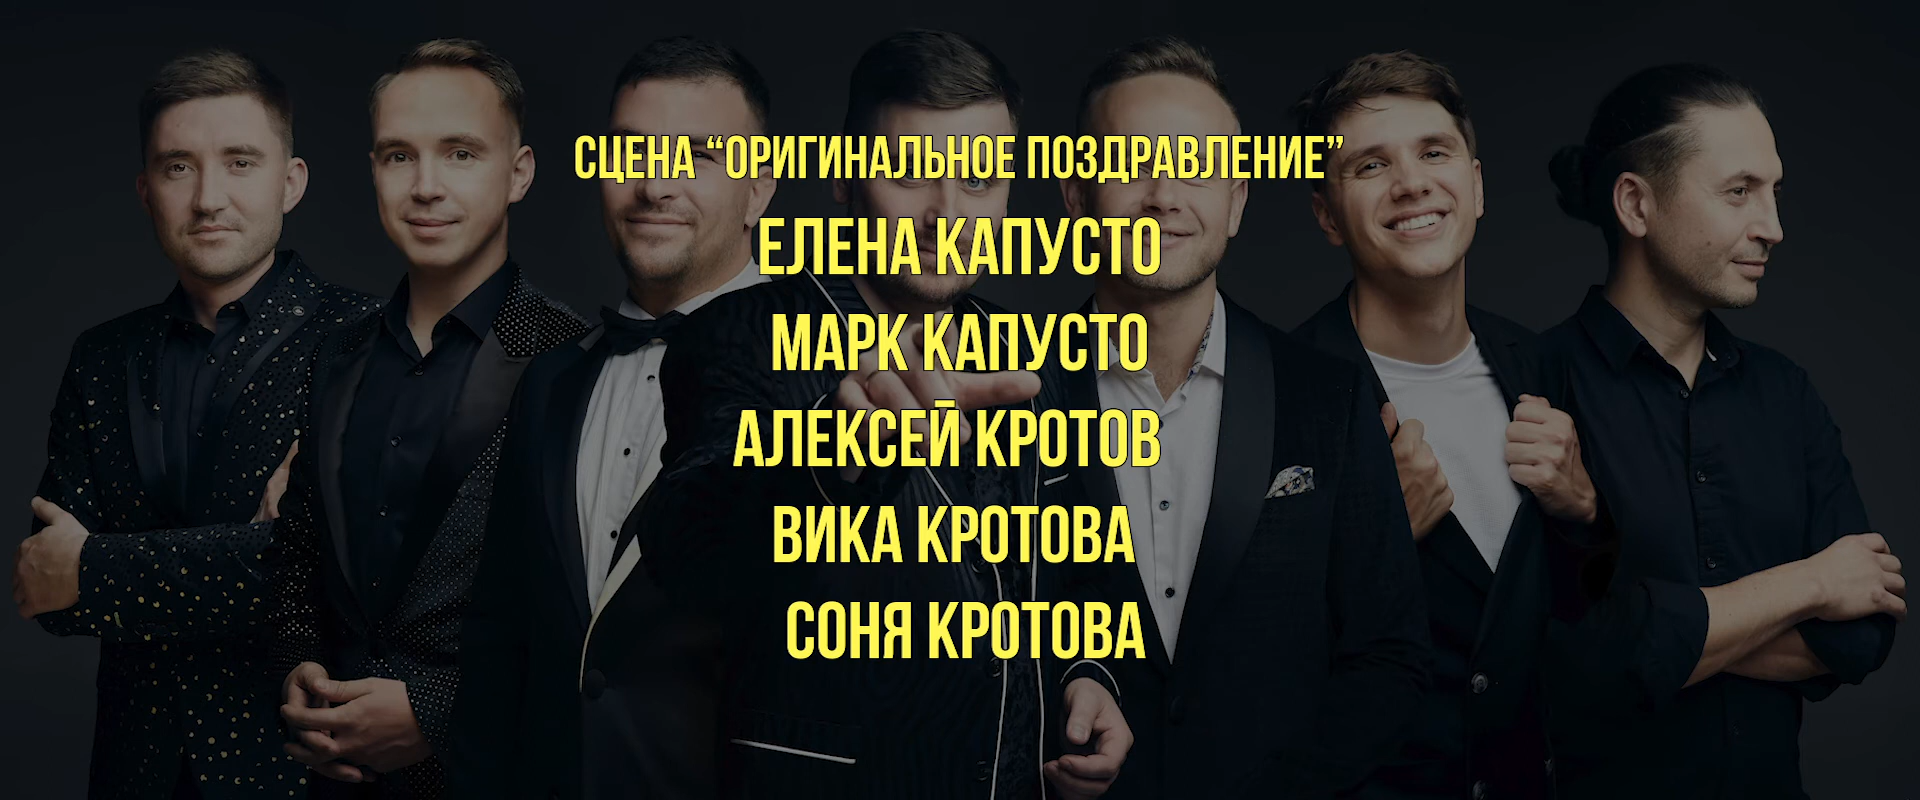 СЦЕНА “ОРИГИНАЛЬНОЕ ПОЗДРАВЛЕНИЕ”
ЕЛЕНА КАПУСТО
МАРК КАПУСТО
АЛЕКСЕЙ КРОТОВ
ВИКА КРОТОВА
СОНЯ КРОТОВА